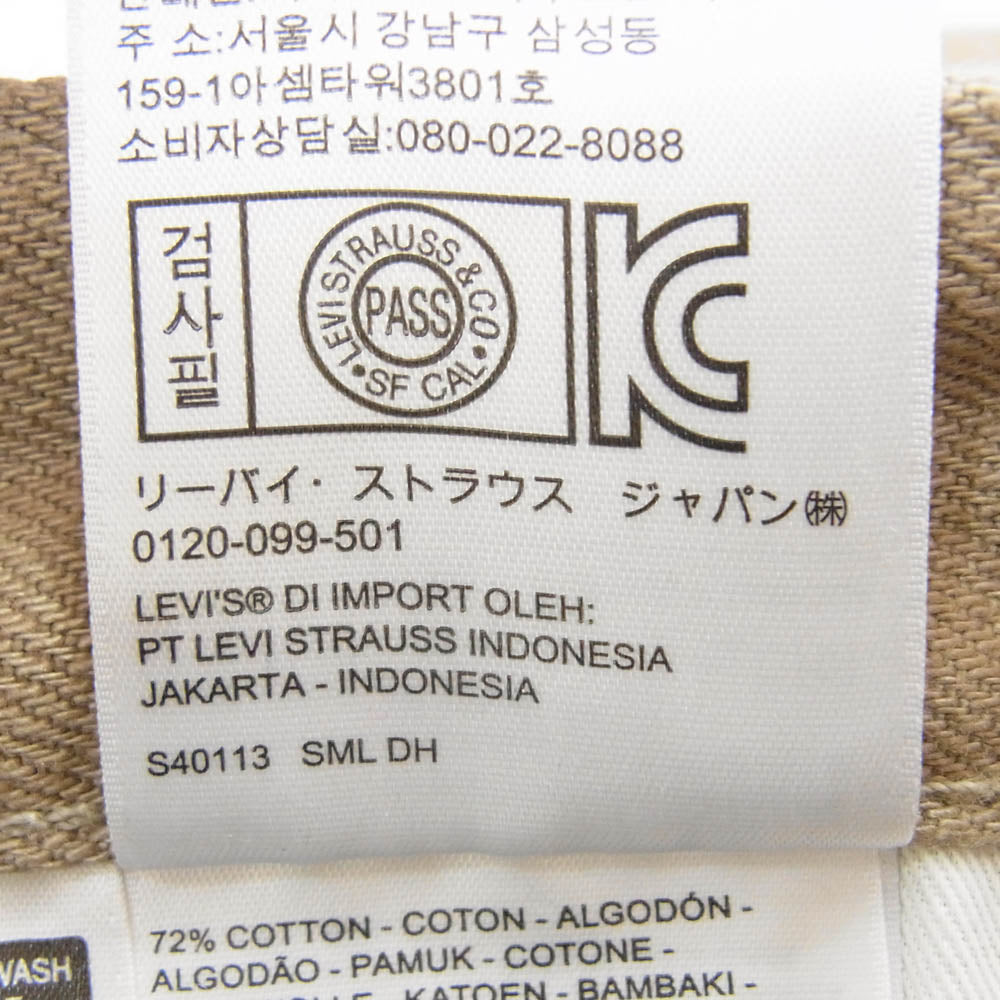 주 소:서울시 강남구 삼성동
159-1아셈타워3801호
소비자상담실:080-022-8088
검사필
LEVI STRAUSS & CO • SF CAL •
PASS
リーバイ・ストラウス ジャパン㈱
0120-099-501
LEVI'S® DI IMPORT OLEH:
PT LEVI STRAUSS INDONESIA
JAKARTA - INDONESIA
S40113 SML DH
72% COTTON - COTON - ALGODÓN -
ALGODÃO - PAMUK - COTONE -
KATOEN - BAMBAKI -
WASH